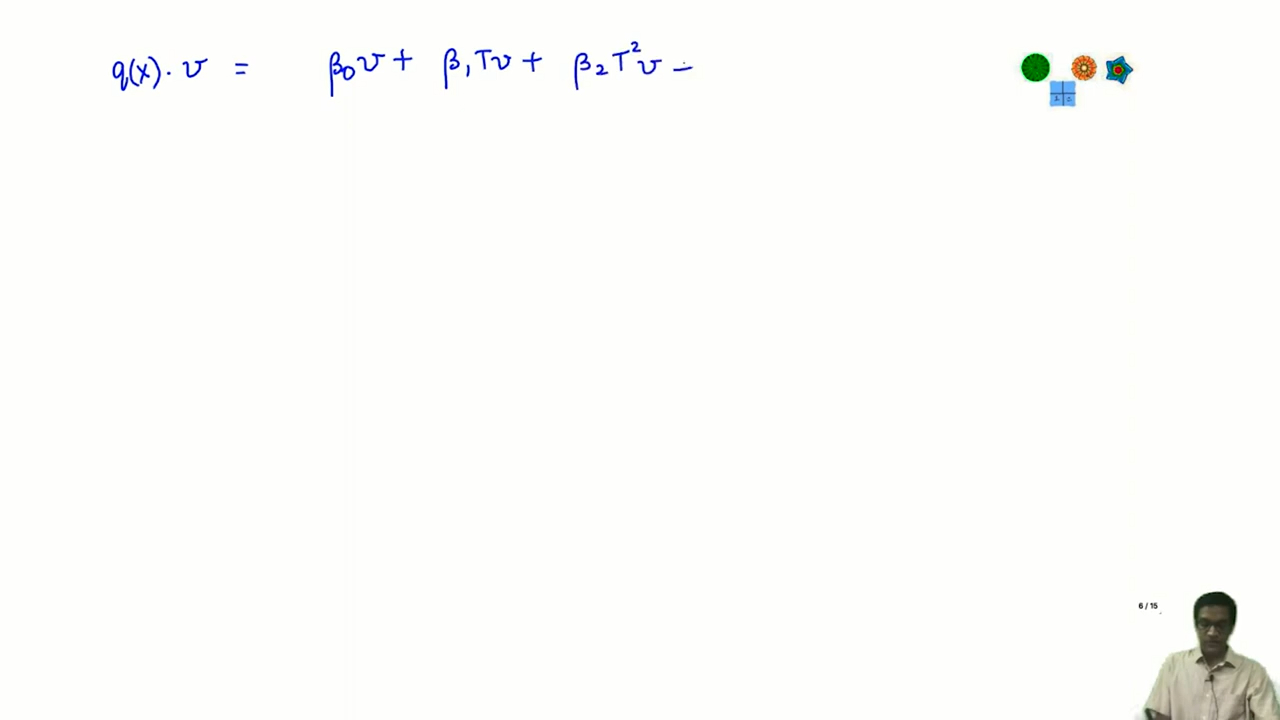 q(x)·v = β₀v + β₁Tv + β₂T²v –
6 / 15